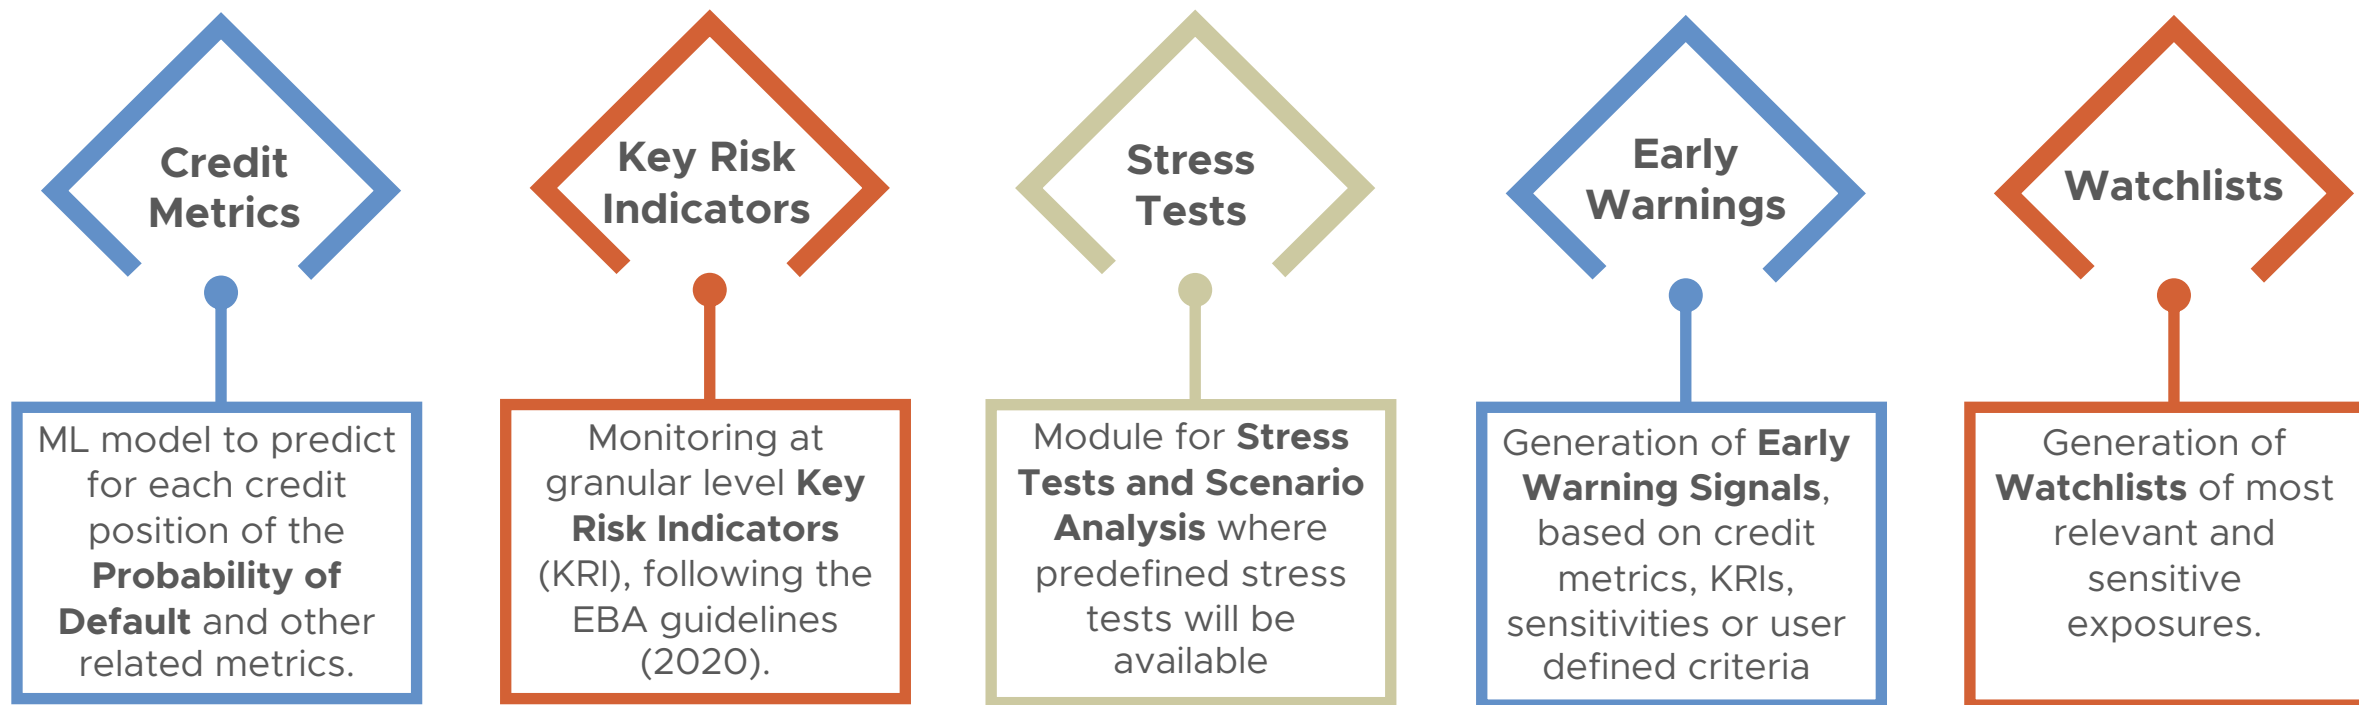 Credit
Metrics
Key Risk
Indicators
Stress
Tests
Early
Warnings
Watchlists
ML model to predict
for each credit
position of the
Probability of
Default and other
related metrics.
Monitoring at
granular level Key
Risk Indicators
(KRI), following the
EBA guidelines
(2020).
Module for Stress
Tests and Scenario
Analysis where
predefined stress
tests will be
available
Generation of Early
Warning Signals,
based on credit
metrics, KRIs,
sensitivities or user
defined criteria
Generation of
Watchlists of most
relevant and
sensitive
exposures.